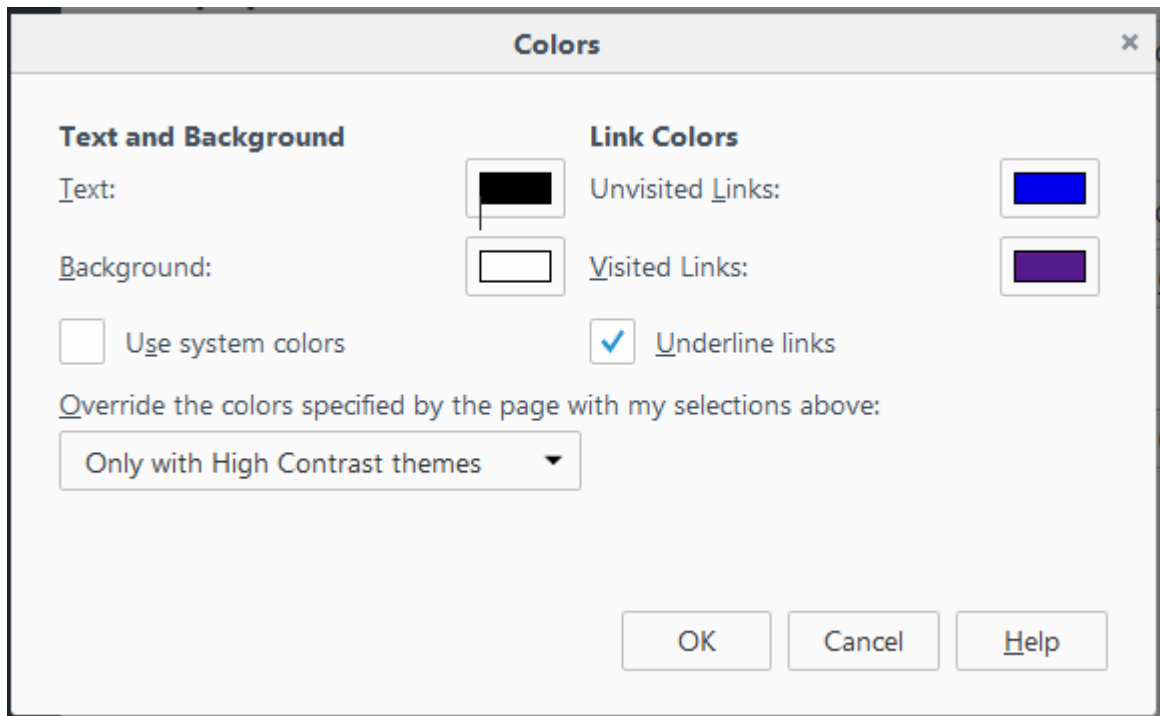 Colors
Text and Background
Link Colors
Text:
Unvisited Links:
Background:
Visited Links:
Use system colors
Underline links
Override the colors specified by the page with my selections above:
Only with High Contrast themes
OK
Cancel
Help